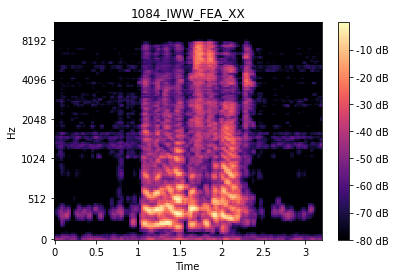 1084_IWW_FEA_XX
8192
4096
2048
1024
512
0
Hz
0 0.5 1 1.5 2 2.5 3
Time
-10 dB
-20 dB
-30 dB
-40 dB
-50 dB
-60 dB
-70 dB
-80 dB